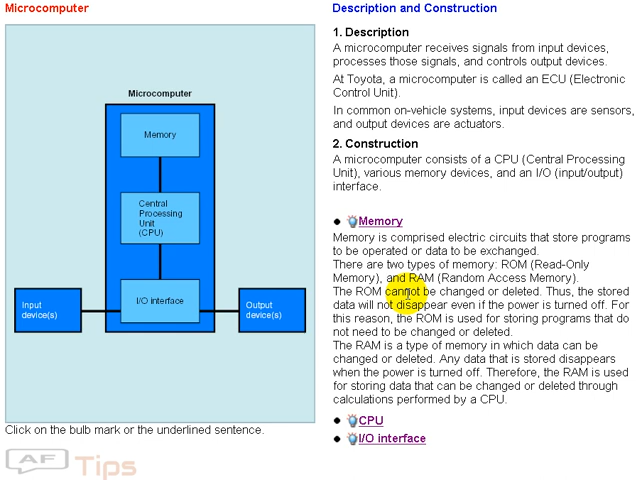 Microcomputer
Microcomputer
Memory
Central
Processing
Unit
(CPU)
I/O interface
Input
device(s)
Output
device(s)
Click on the bulb mark or the underlined sentence.
AF Tips
Description and Construction
1. Description
A microcomputer receives signals from input devices,
processes those signals, and controls output devices.
At Toyota, a microcomputer is called an ECU (Electronic
Control Unit).
In common on-vehicle systems, input devices are sensors,
and output devices are actuators.
2. Construction
A microcomputer consists of a CPU (Central Processing
Unit), various memory devices, and an I/O (input/output)
interface.
Memory
Memory is comprised electric circuits that store programs
to be operated or data to be exchanged.
There are two types of memory: ROM (Read-Only
Memory), and RAM (Random Access Memory).
The ROM cannot be changed or deleted. Thus, the stored
data will not disappear even if the power is turned off. For
this reason, the ROM is used for storing programs that do
not need to be changed or deleted.
The RAM is a type of memory in which data can be
changed or deleted. Any data that is stored disappears
when the power is turned off. Therefore, the RAM is used
for storing data that can be changed or deleted through
calculations performed by a CPU.
CPU
I/O interface